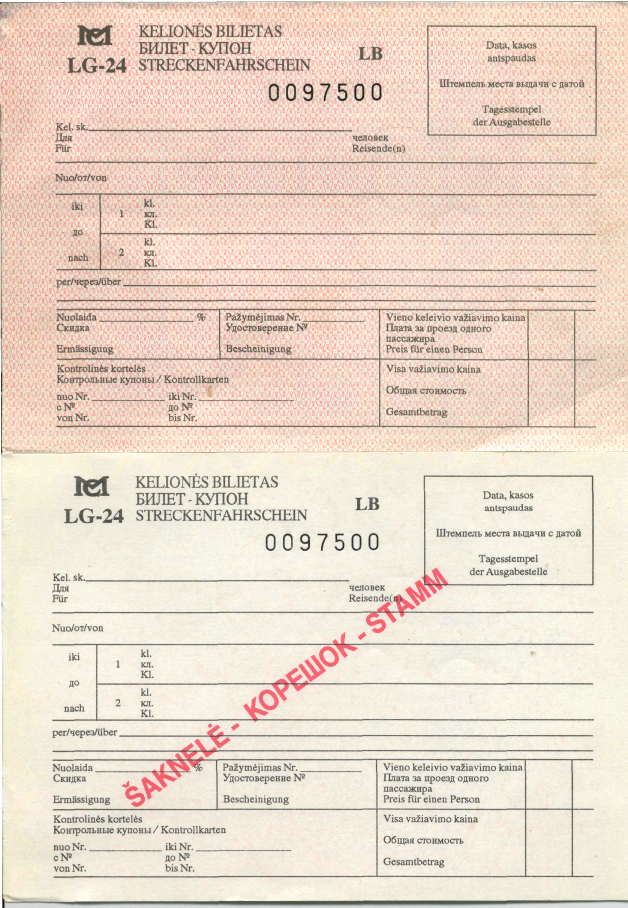 KELIONĖS BILIETAS
БИЛЕТ - КУПОН
LG-24 STRECKENFAHRSCHEIN
LB
0097500
Data, kasos
antspaudas
Штемпель места выдачи с датой
Tagesstempel
der Ausgabestelle
Kel. sk.
Для человек
Für Reisende(n)
Nuo/от/von
iki
до
nach
1 kl.
кл.
Kl.
2 kl.
кл.
Kl.
per/через/über
Nuolaida %
Скидка
Ermässigung
Pažymėjimas Nr.
Удостоверение №
Bescheinigung
Vieno keleivio važiavimo kaina
Плата за проезд одного
пассажира
Preis für einen Person
Kontrolinės kortelės
Контрольные купоны / Kontrollkarten
nuo Nr. iki Nr.
с № до №
von Nr. bis Nr.
Visa važiavimo kaina
Общая стоимость
Gesamtbetrag
KELIONĖS BILIETAS
БИЛЕТ - КУПОН
LG-24 STRECKENFAHRSCHEIN
LB
0097500
Data, kasos
antspaudas
Штемпель места выдачи с датой
Tagesstempel
der Ausgabestelle
Kel. sk.
Для человек
Für Reisende(n)
ŠAKNELĖ - КОРЕШОК - STAMM
Nuo/от/von
iki
до
nach
1 kl.
кл.
Kl.
2 kl.
кл.
Kl.
per/через/über
Nuolaida %
Скидка
Ermässigung
Pažymėjimas Nr.
Удостоверение №
Bescheinigung
Vieno keleivio važiavimo kaina
Плата за проезд одного
пассажира
Preis für einen Person
Kontrolinės kortelės
Контрольные купоны / Kontrollkarten
nuo Nr. iki Nr.
с № до №
von Nr. bis Nr.
Visa važiavimo kaina
Общая стоимость
Gesamtbetrag